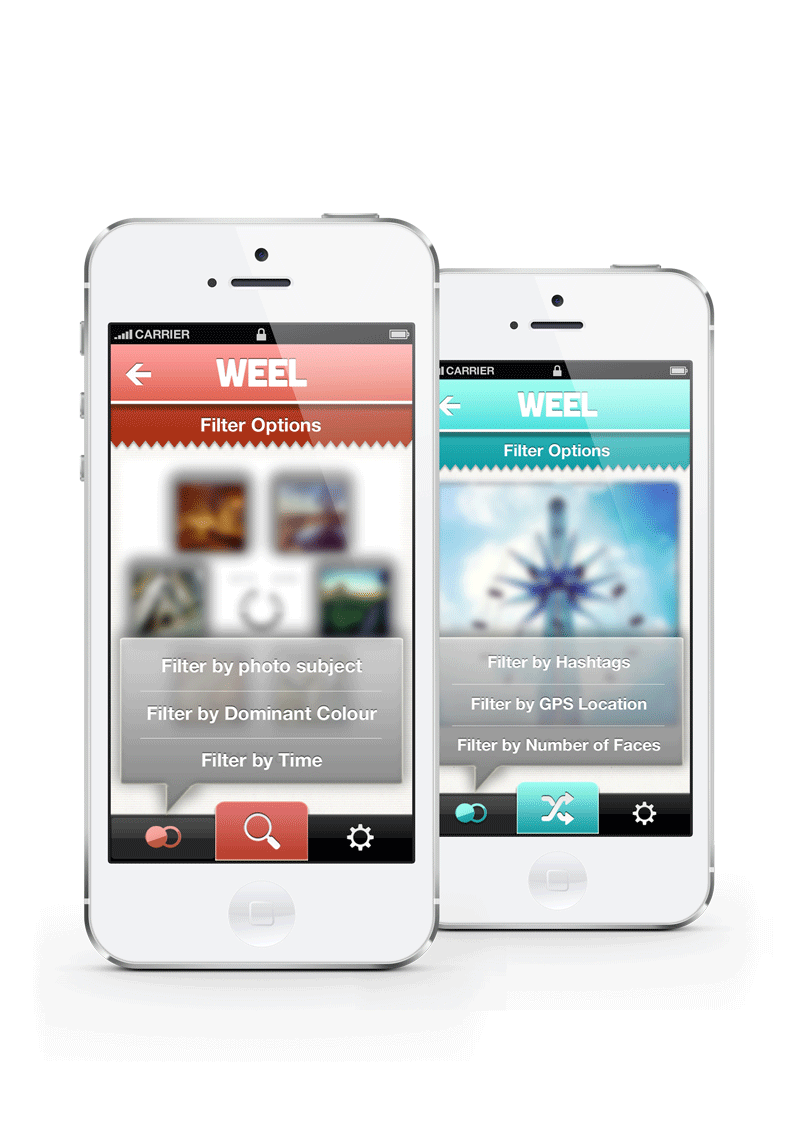 CARRIER
WEEL
Filter Options
Filter by photo subject
Filter by Dominant Colour
Filter by Time
CARRIER
WEEL
Filter Options
Filter by Hashtags
Filter by GPS Location
Filter by Number of Faces